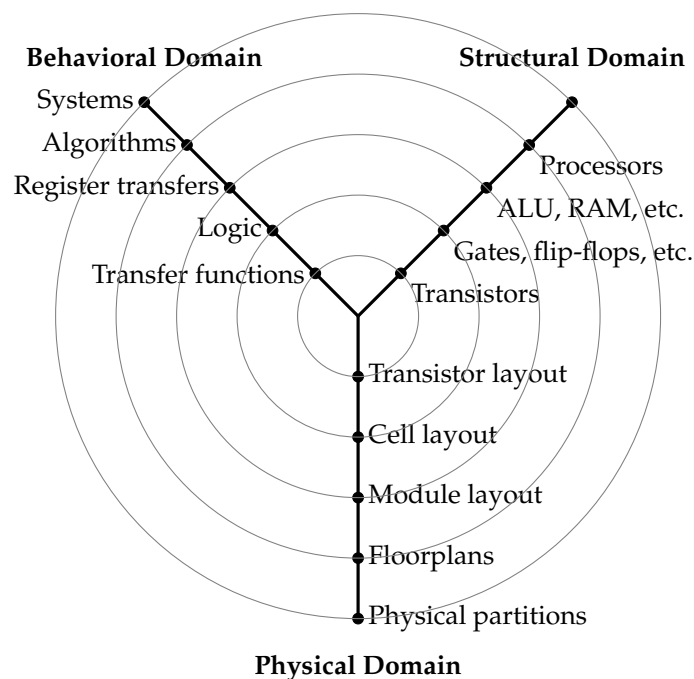 Behavioral Domain
Structural Domain
Systems
Algorithms
Processors
Register transfers
ALU, RAM, etc.
Logic
Gates, flip-flops, etc.
Transfer functions
Transistors
Transistor layout
Cell layout
Module layout
Floorplans
Physical partitions
Physical Domain